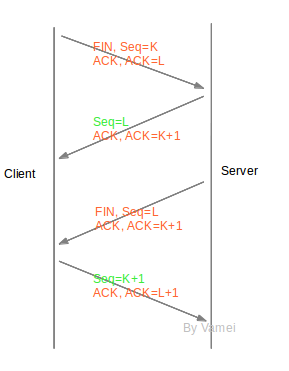 FIN, Seq=K
ACK, ACK=L
Seq=L
ACK, ACK=K+1
Client
Server
FIN, Seq=L
ACK, ACK=K+1
Seq=K+1
ACK, ACK=L+1
By Vamei